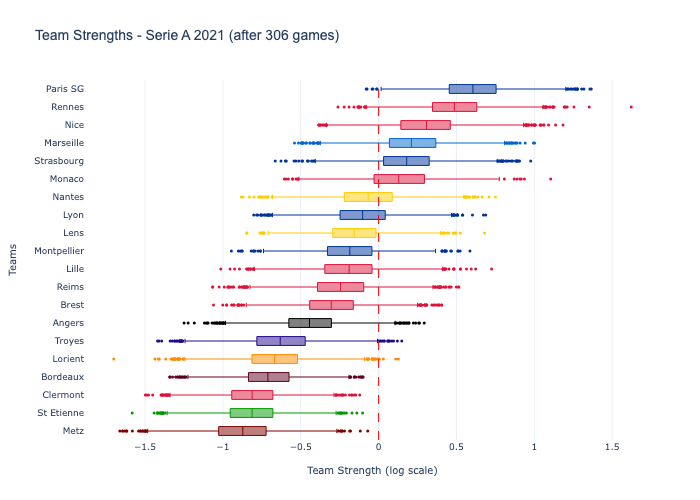 Team Strengths - Serie A 2021 (after 306 games)
Paris SG
Rennes
Nice
Marseille
Strasbourg
Monaco
Nantes
Lyon
Lens
Montpellier
Lille
Reims
Brest
Angers
Troyes
Lorient
Bordeaux
Clermont
St Etienne
Metz
Teams
−1.5 −1 −0.5 0 0.5 1 1.5
Team Strength (log scale)